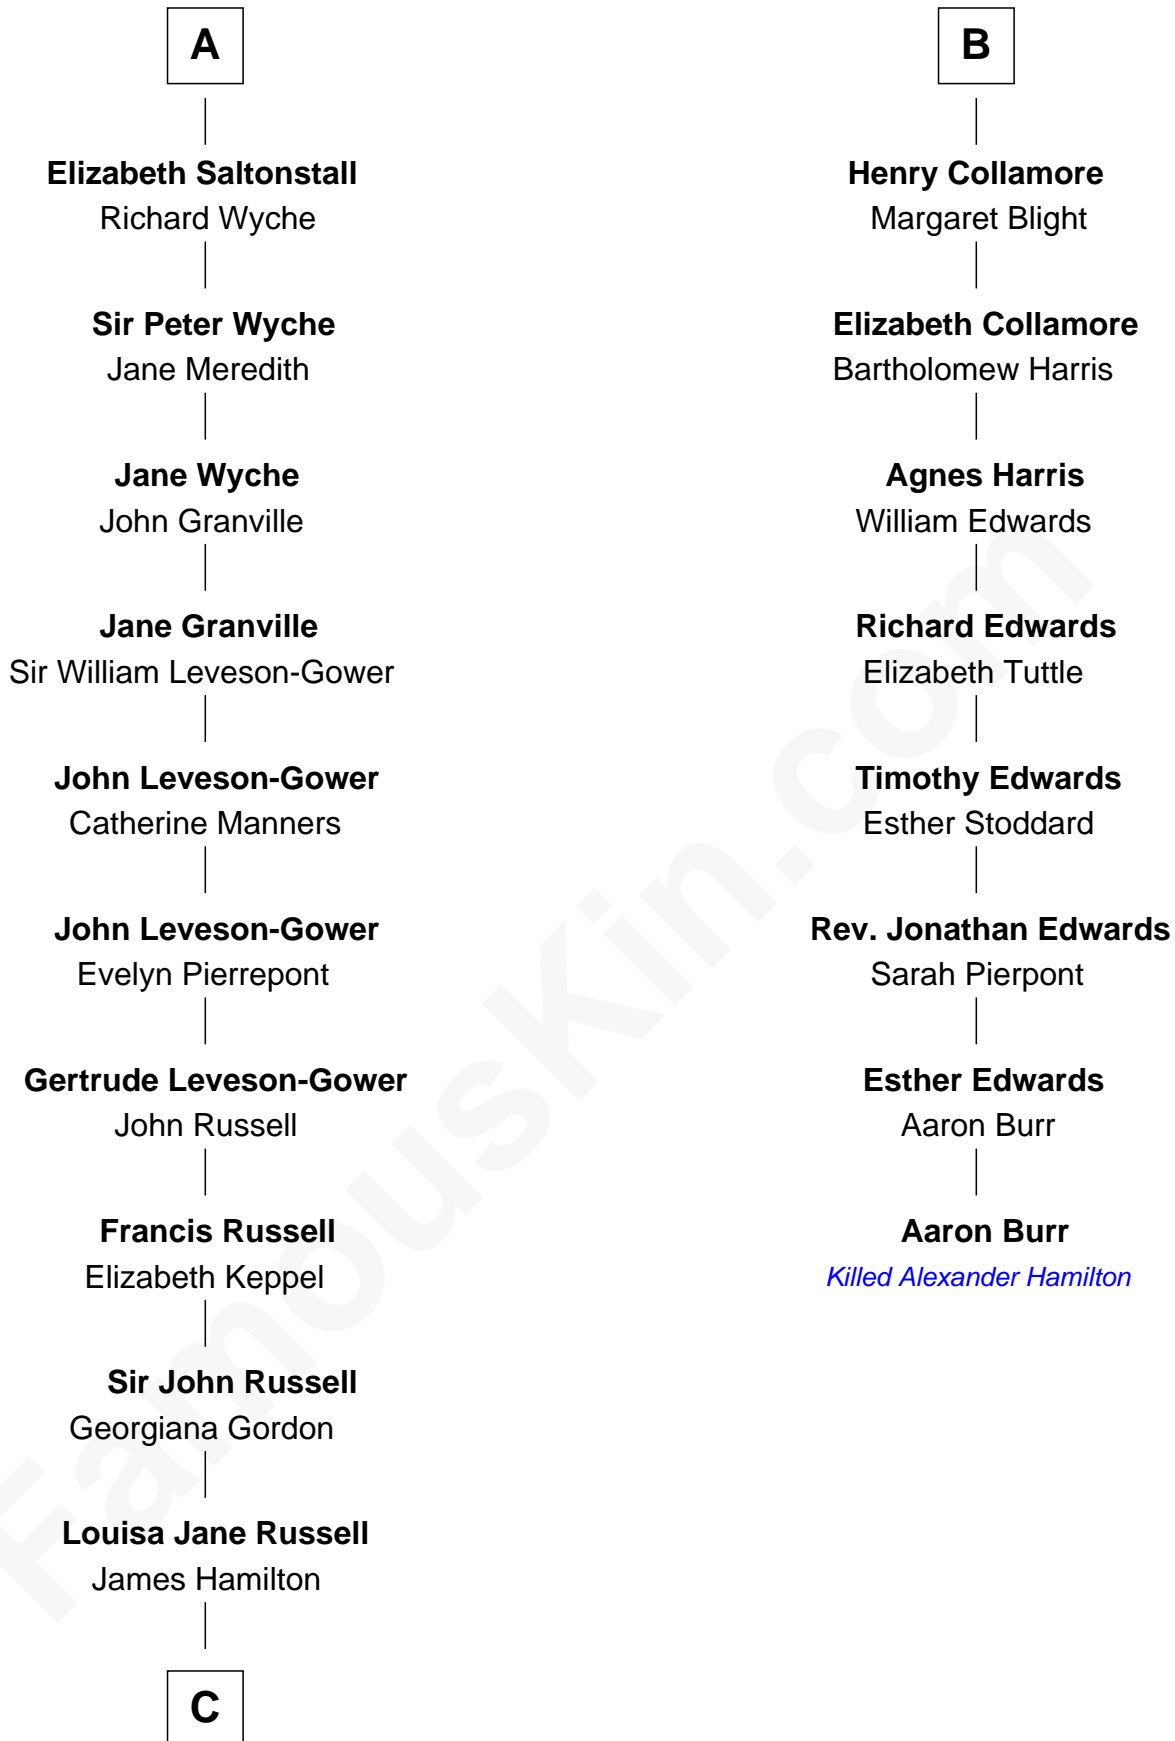 A
Elizabeth Saltonstall
Richard Wyche
Sir Peter Wyche
Jane Meredith
Jane Wyche
John Granville
Jane Granville
Sir William Leveson-Gower
John Leveson-Gower
Catherine Manners
John Leveson-Gower
Evelyn Pierrepont
Gertrude Leveson-Gower
John Russell
Francis Russell
Elizabeth Keppel
Sir John Russell
Georgiana Gordon
Louisa Jane Russell
James Hamilton
C
B
Henry Collamore
Margaret Blight
Elizabeth Collamore
Bartholomew Harris
Agnes Harris
William Edwards
Richard Edwards
Elizabeth Tuttle
Timothy Edwards
Esther Stoddard
Rev. Jonathan Edwards
Sarah Pierpont
Esther Edwards
Aaron Burr
Aaron Burr
Killed Alexander Hamilton
FamousKin.com